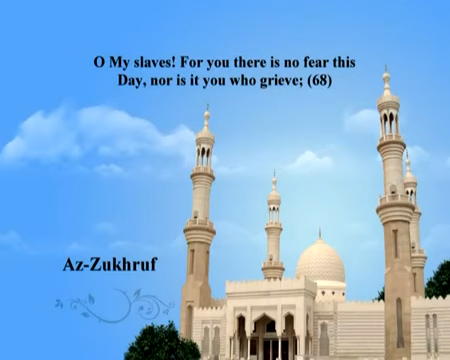 O My slaves! For you there is no fear this
Day, nor is it you who grieve; (68)
Az-Zukhruf